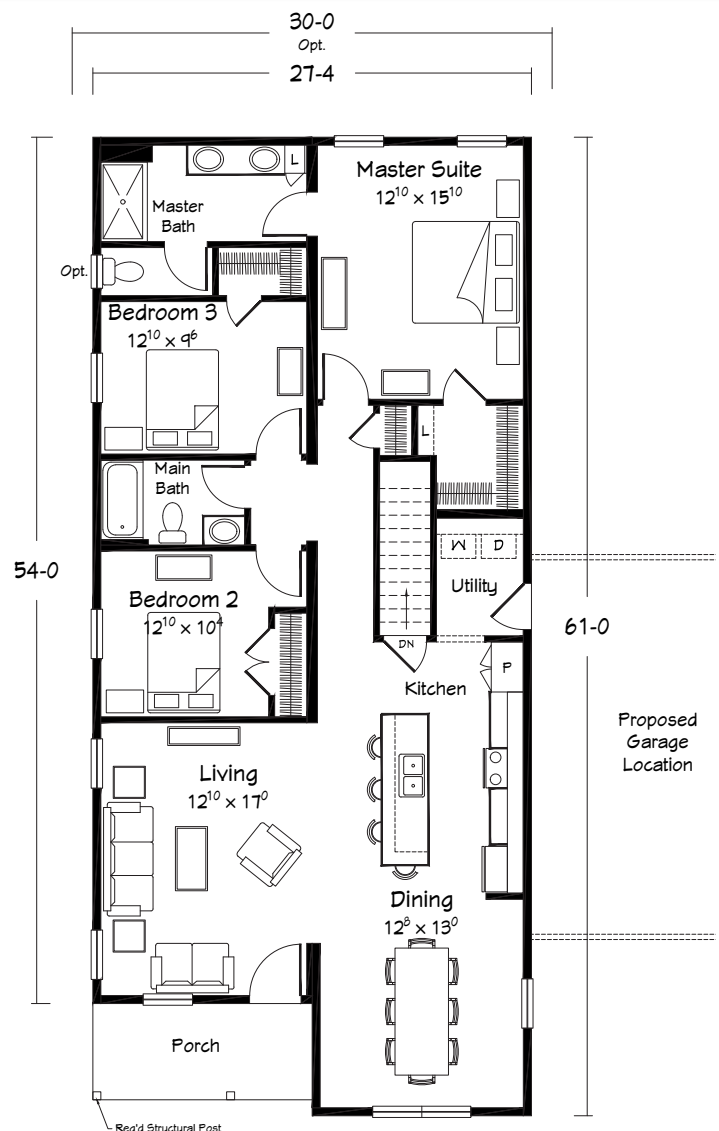 30-0
Opt.
27-4
L
Master Suite
12¹⁰ x 15¹⁰
Master
Bath
Opt.
Bedroom 3
12¹⁰ x 9⁶
L
Main
Bath
W D
54-0
Utility
Bedroom 2
12¹⁰ x 10⁴
61-0
DN
P
Kitchen
Proposed
Garage
Location
Living
12¹⁰ x 17⁰
Dining
12⁸ x 13⁰
Porch
Req'd Structural Post